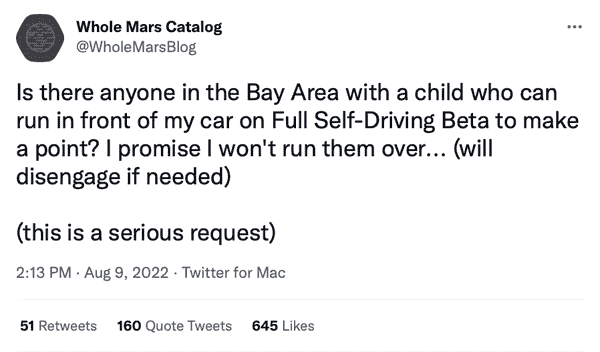 Whole Mars Catalog
@WholeMarsBlog
Is there anyone in the Bay Area with a child who can
run in front of my car on Full Self-Driving Beta to make
a point? I promise I won't run them over... (will
disengage if needed)
(this is a serious request)
2:13 PM · Aug 9, 2022 · Twitter for Mac
51 Retweets 160 Quote Tweets 645 Likes